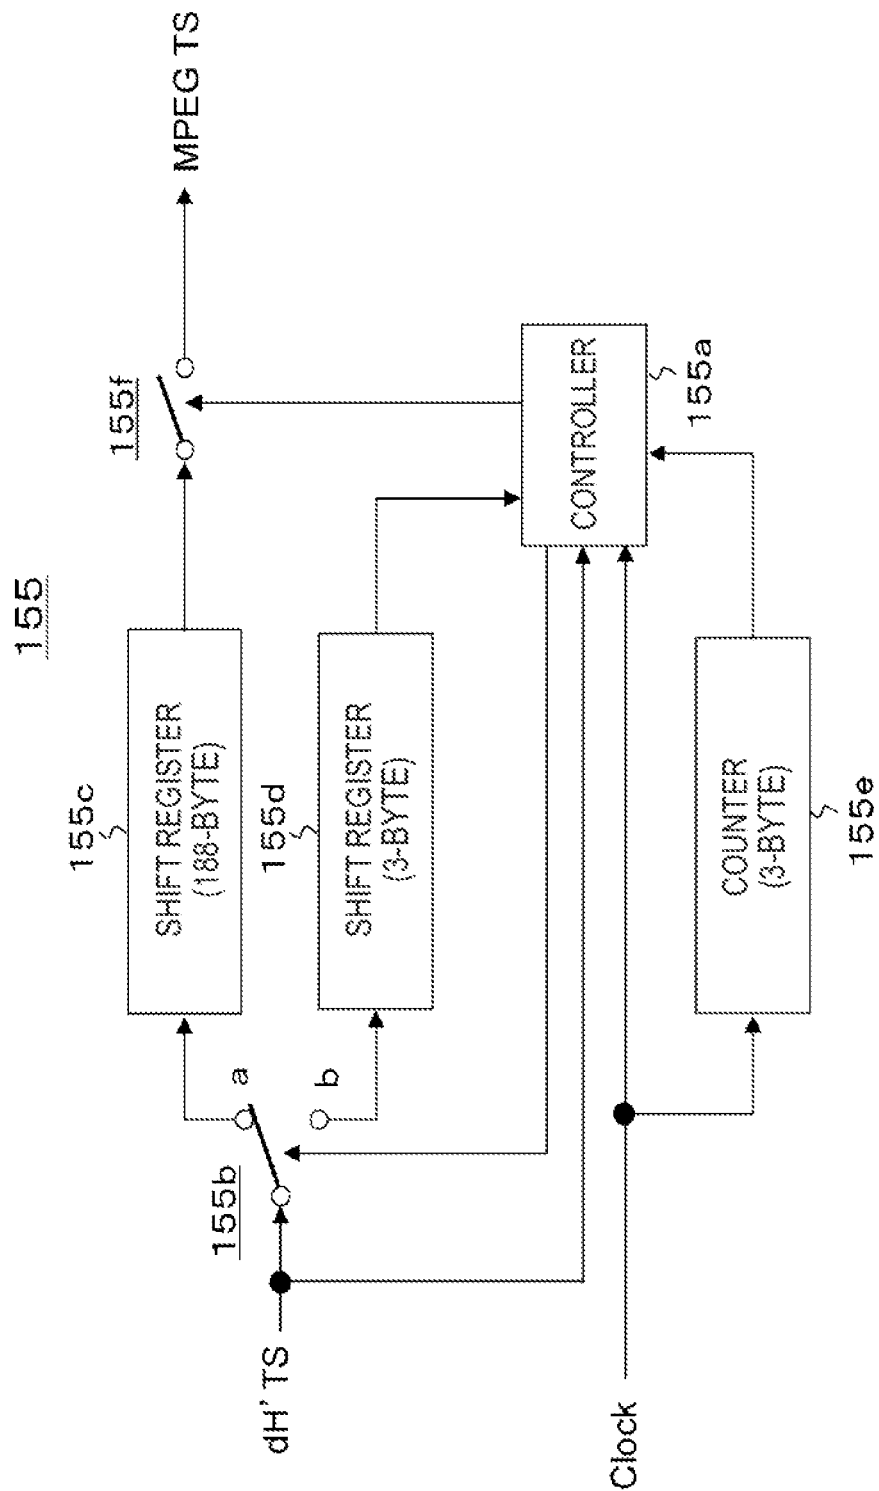 155
155f
MPEG TS
155c
SHIFT REGISTER
(188-BYTE)
155d
SHIFT REGISTER
(3-BYTE)
a
b
155b
dH' TS
CONTROLLER
155a
Clock
COUNTER
(3-BYTE)
155e